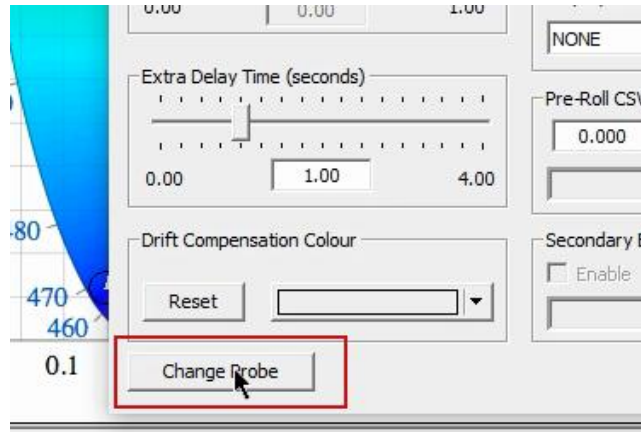 0.00 0.00 1.00
NONE
Extra Delay Time (seconds)
0.00 1.00 4.00
Pre-Roll CSV
0.000
Drift Compensation Colour
Reset
Secondary
Enable
80
470
460
0.1
Change Probe